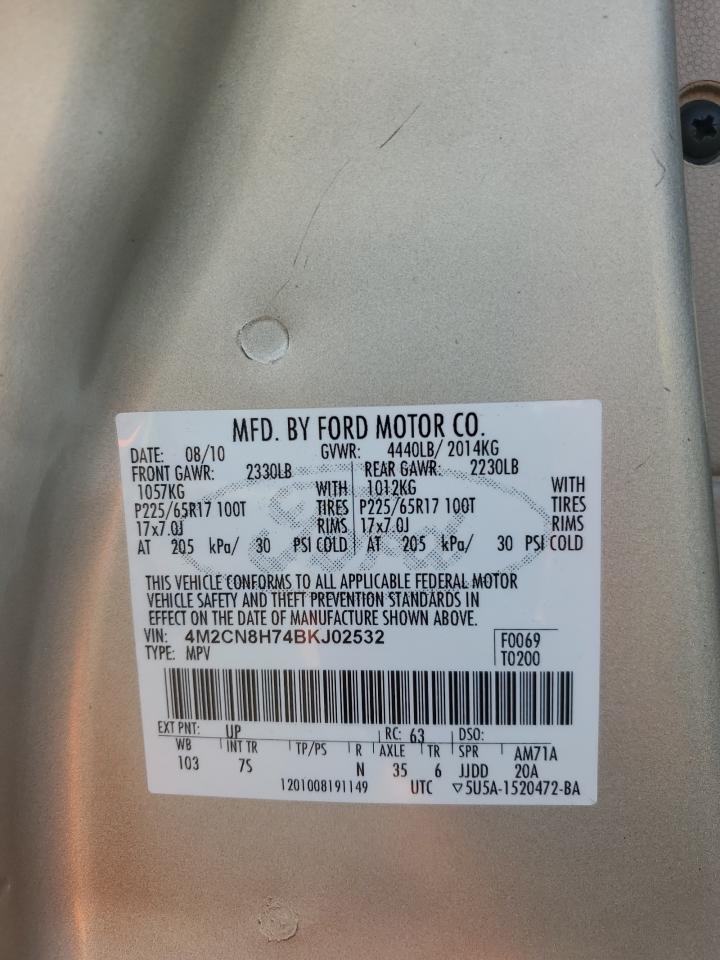 MFD. BY FORD MOTOR CO.
DATE: 08/10 GVWR: 4440LB/ 2014KG
FRONT GAWR: 2330LB REAR GAWR: 2230LB
1057KG WITH 1012KG WITH
P225/65R17 100T TIRES P225/65R17 100T TIRES
17x7.0J RIMS 17x7.0J RIMS
AT 205 kPa/ 30 PSI COLD AT 205 kPa/ 30 PSI COLD
Ford
THIS VEHICLE CONFORMS TO ALL APPLICABLE FEDERAL MOTOR
VEHICLE SAFETY AND THEFT PREVENTION STANDARDS IN
EFFECT ON THE DATE OF MANUFACTURE SHOWN ABOVE.
VIN: 4M2CN8H74BKJ02532 F0069
TYPE: MPV T0200
EXT PNT: UP RC: 63 DSO:
WB INT TR TP/PS R AXLE TR SPR AM71A
103 7S N 35 6 JJDD 20A
1201008191149 UTC ▽5U5A-1520472-BA